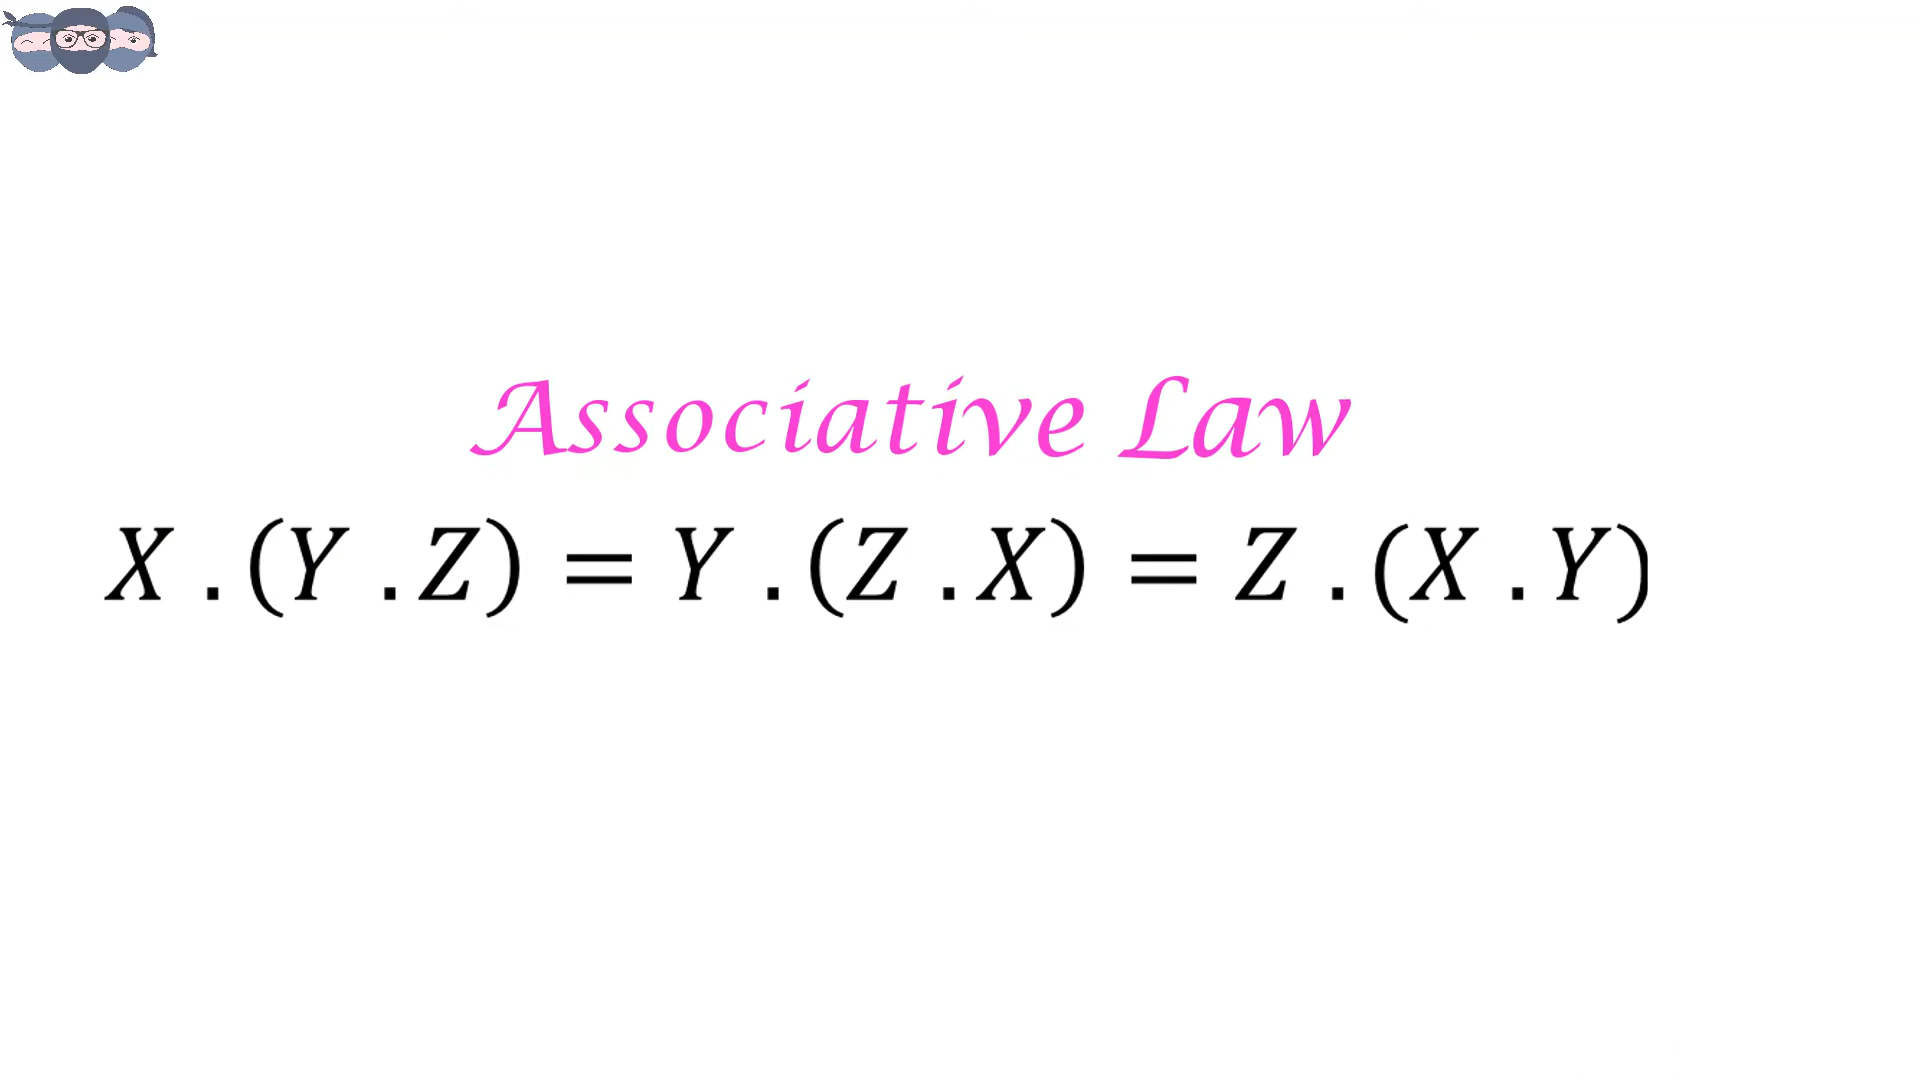 Associative Law
X . (Y . Z) = Y . (Z . X) = Z . (X . Y)